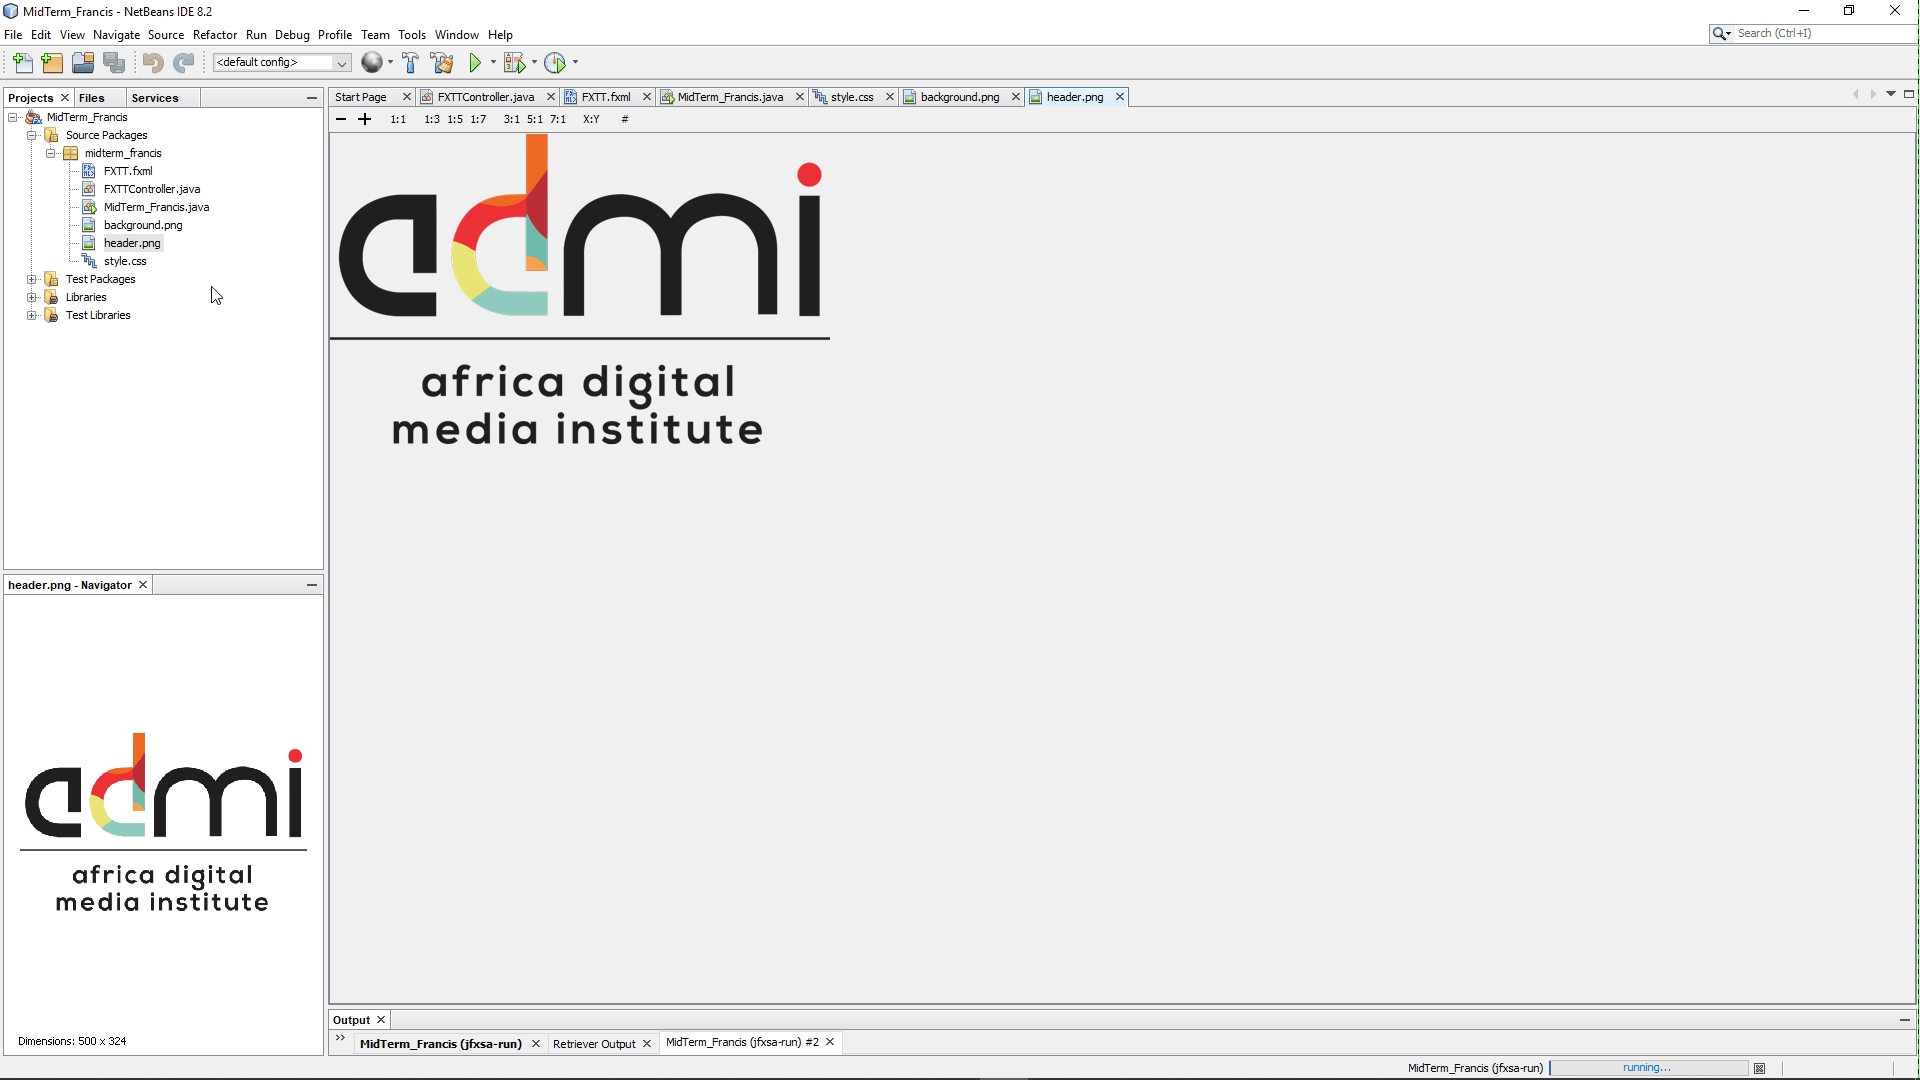 MidTerm_Francis - NetBeans IDE 8.2
File Edit View Navigate Source Refactor Run Debug Profile Team Tools Window Help
Search (Ctrl+I)
<default config>
Projects Files Services
Start Page FXTTController.java FXTT.fxml MidTerm_Francis.java style.css background.png header.png
1:1 1:3 1:5 1:7 3:1 5:1 7:1 X:Y #
MidTerm_Francis
Source Packages
midterm_francis
FXTT.fxml
FXTTController.java
MidTerm_Francis.java
background.png
header.png
style.css
Test Packages
Libraries
Test Libraries
admi
africa digital
media institute
header.png - Navigator
admi
africa digital
media institute
Dimensions: 500 x 324
Output
MidTerm_Francis (jfxsa-run) Retriever Output MidTerm_Francis (jfxsa-run) #2
MidTerm_Francis (jfxsa-run) running...